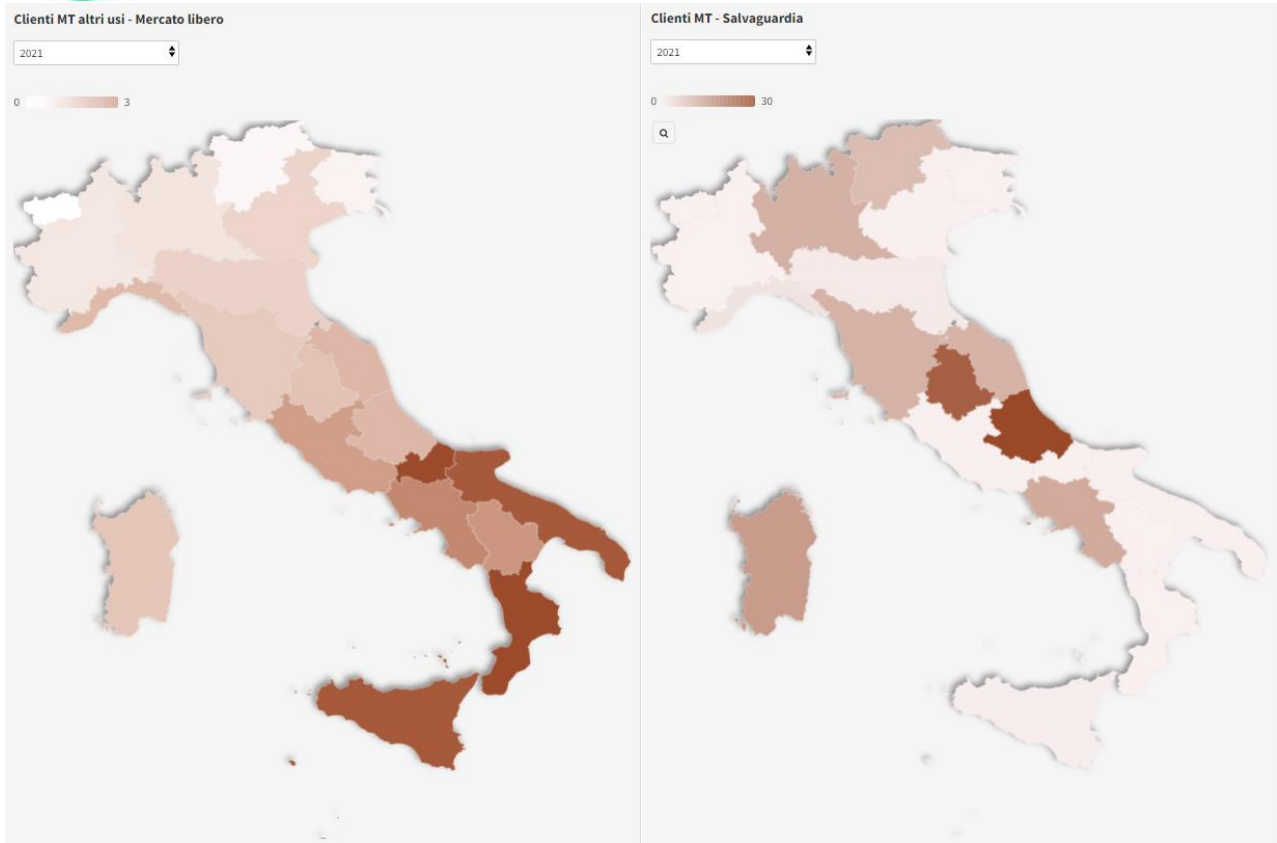 Clienti MT altri usi - Mercato libero
2021
0 3
Clienti MT - Salvaguardia
2021
0 30